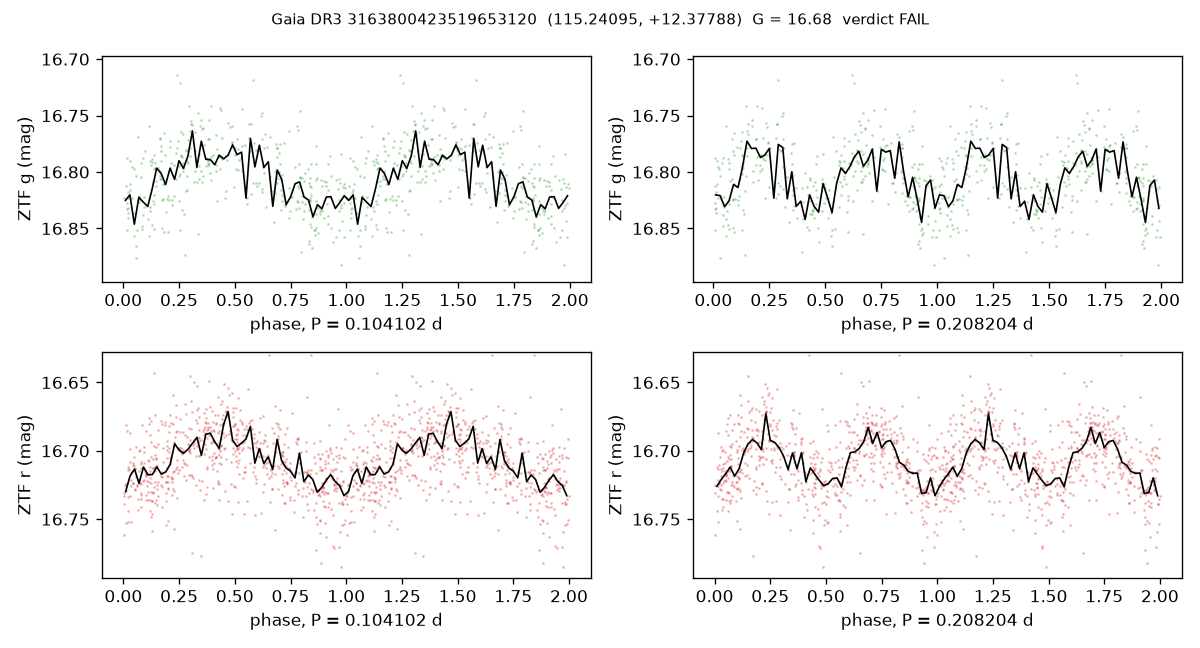 Gaia DR3 3163800423519653120  (115.24095, +12.37788)  G = 16.68  verdict FAIL
16.70
16.75
16.80
16.85
ZTF g (mag)
0.00 0.25 0.50 0.75 1.00 1.25 1.50 1.75 2.00
phase, P = 0.104102 d
16.70
16.75
16.80
16.85
ZTF g (mag)
0.00 0.25 0.50 0.75 1.00 1.25 1.50 1.75 2.00
phase, P = 0.208204 d
16.65
16.70
16.75
ZTF r (mag)
0.00 0.25 0.50 0.75 1.00 1.25 1.50 1.75 2.00
phase, P = 0.104102 d
16.65
16.70
16.75
ZTF r (mag)
0.00 0.25 0.50 0.75 1.00 1.25 1.50 1.75 2.00
phase, P = 0.208204 d